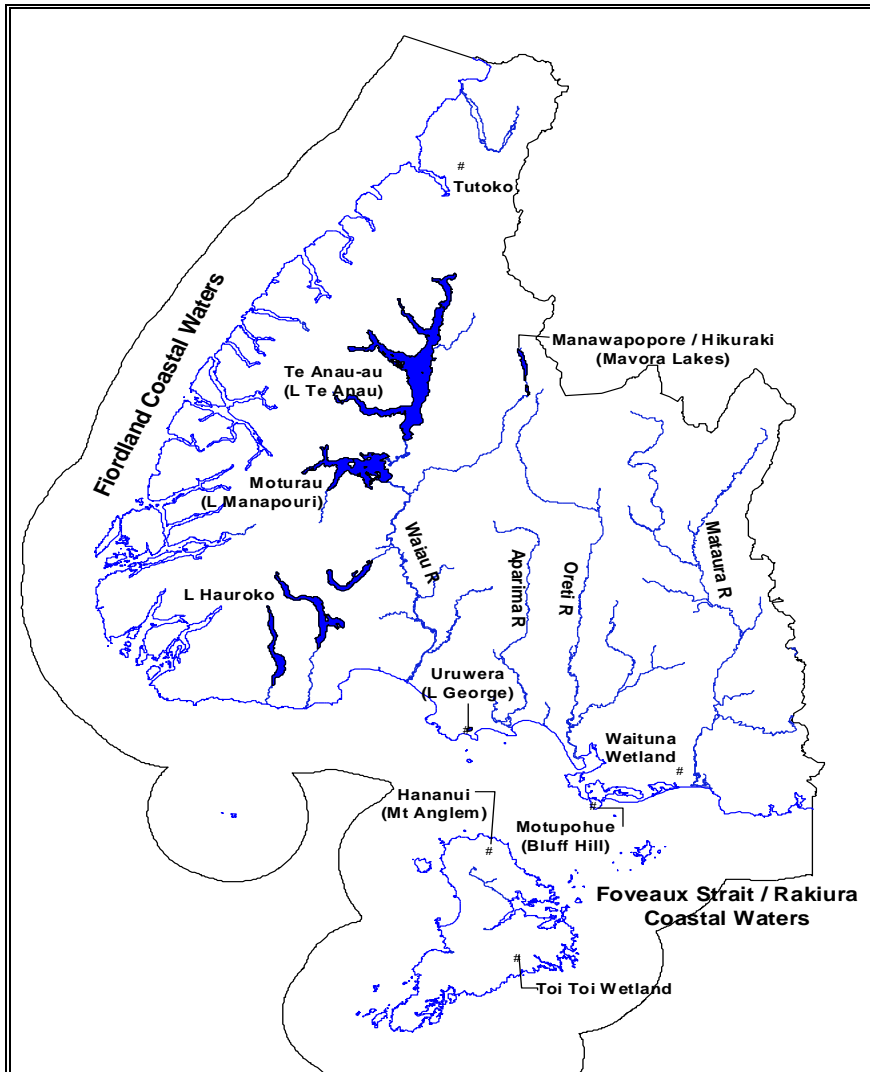 Tutoko
Fiordland Coastal Waters
Manawapopore / Hikuraki
(Mavora Lakes)
Te Anau-au
(L Te Anau)
Moturau
(L Manapouri)
Waiau R
Aparima R
Oreti R
Mataura R
L Hauroko
Uruwera
(L George)
Waituna
Wetland
Hananui
(Mt Anglem)
Motupohue
(Bluff Hill)
Foveaux Strait / Rakiura
Coastal Waters
Toi Toi Wetland